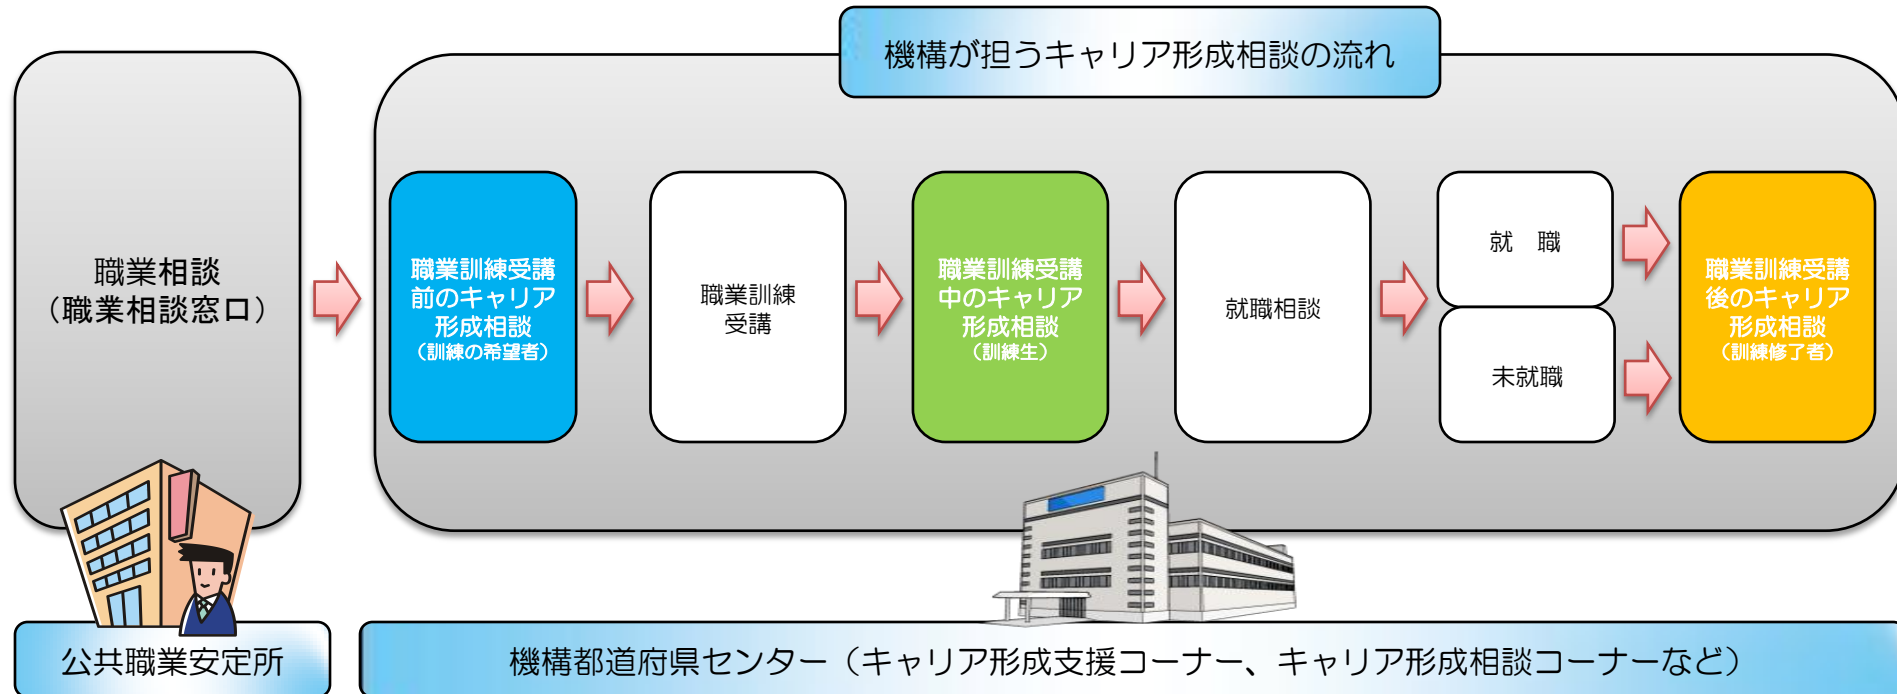 機構が担うキャリア形成相談の流れ
職業相談
（職業相談窓口）
職業訓練受講
前のキャリア
形成相談
（訓練の希望者）
職業訓練
受講
職業訓練受講
中のキャリア
形成相談
（訓練生）
就職相談
就　職
未就職
職業訓練受講
後のキャリア
形成相談
（訓練修了者）
公共職業安定所
機構都道府県センター（キャリア形成支援コーナー、キャリア形成相談コーナーなど）